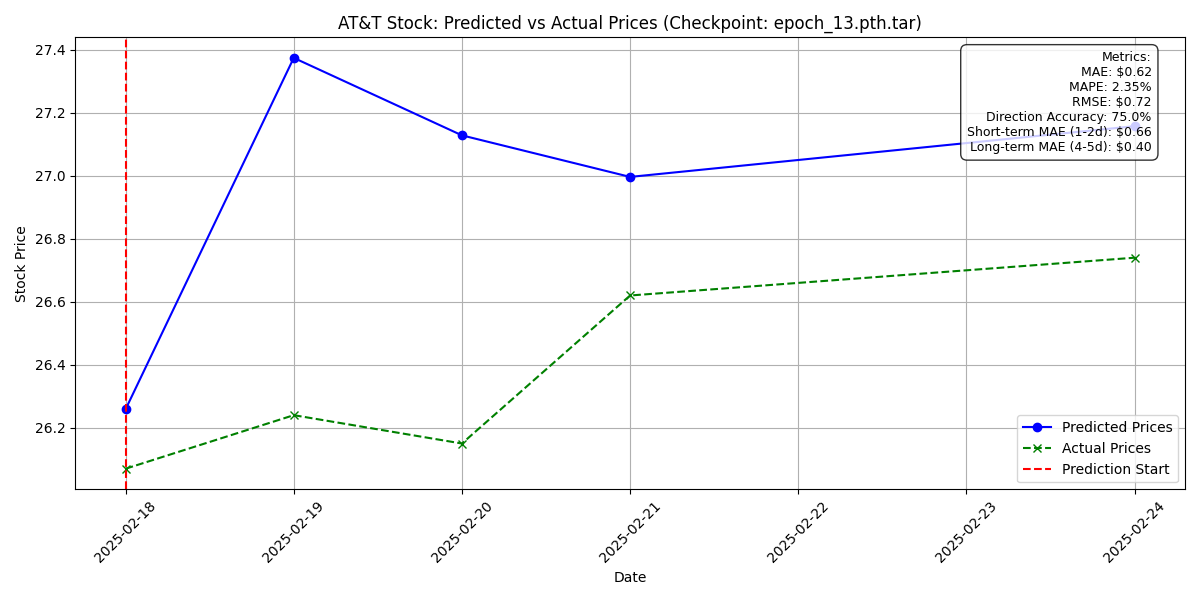 AT&T Stock: Predicted vs Actual Prices (Checkpoint: epoch_13.pth.tar)
27.4
27.2
27.0
26.8
26.6
26.4
26.2
Stock Price
Metrics:
MAE: $0.62
MAPE: 2.35%
RMSE: $0.72
Direction Accuracy: 75.0%
Short-term MAE (1-2d): $0.66
Long-term MAE (4-5d): $0.40
Predicted Prices
Actual Prices
Prediction Start
2025-02-18
2025-02-19
2025-02-20
2025-02-21
2025-02-22
2025-02-23
2025-02-24
Date